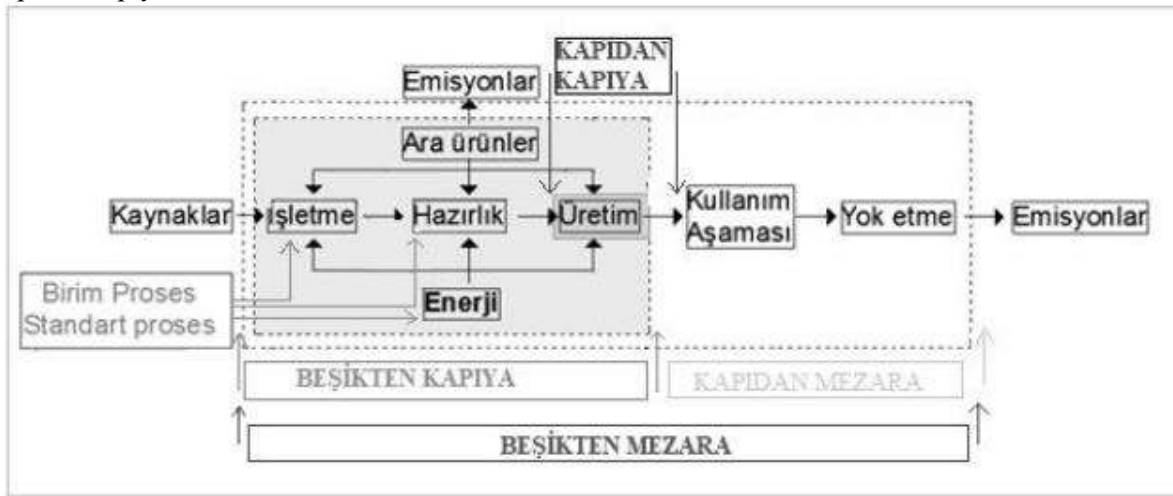 KAPIDAN
KAPIYA
Emisyonlar
Ara ürünler
Kaynaklar
işletme
Hazırlık
Üretim
Kullanım
Aşaması
Yok etme
Emisyonlar
Birim Proses
Standart proses
Enerji
BEŞİKTEN KAPIYA
KAPIDAN MEZARA
BEŞİKTEN MEZARA